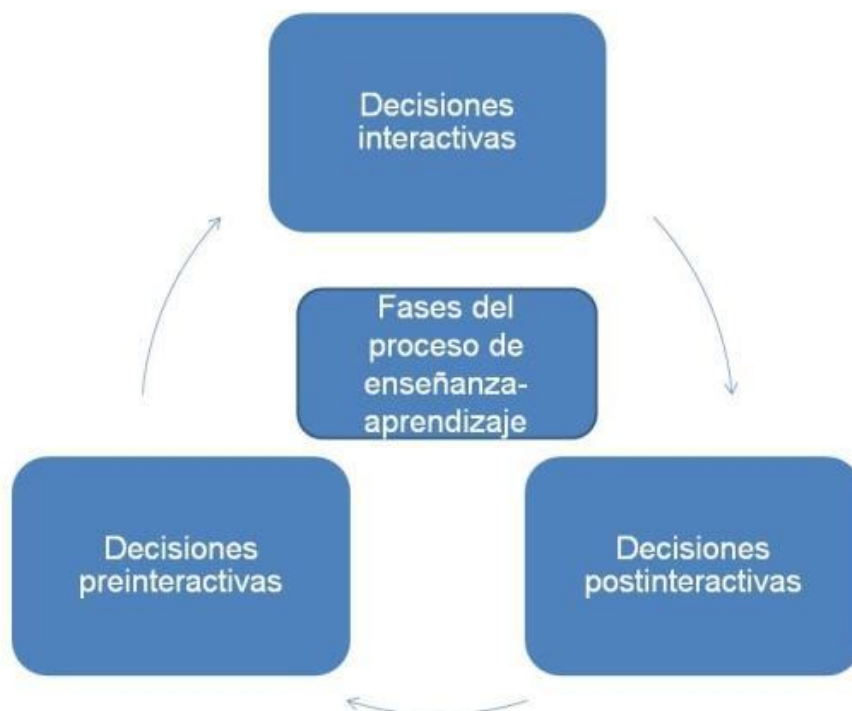 Decisiones
interactivas
Fases del
proceso de
enseñanza-
aprendizaje
Decisiones
preinteractivas
Decisiones
postinteractivas